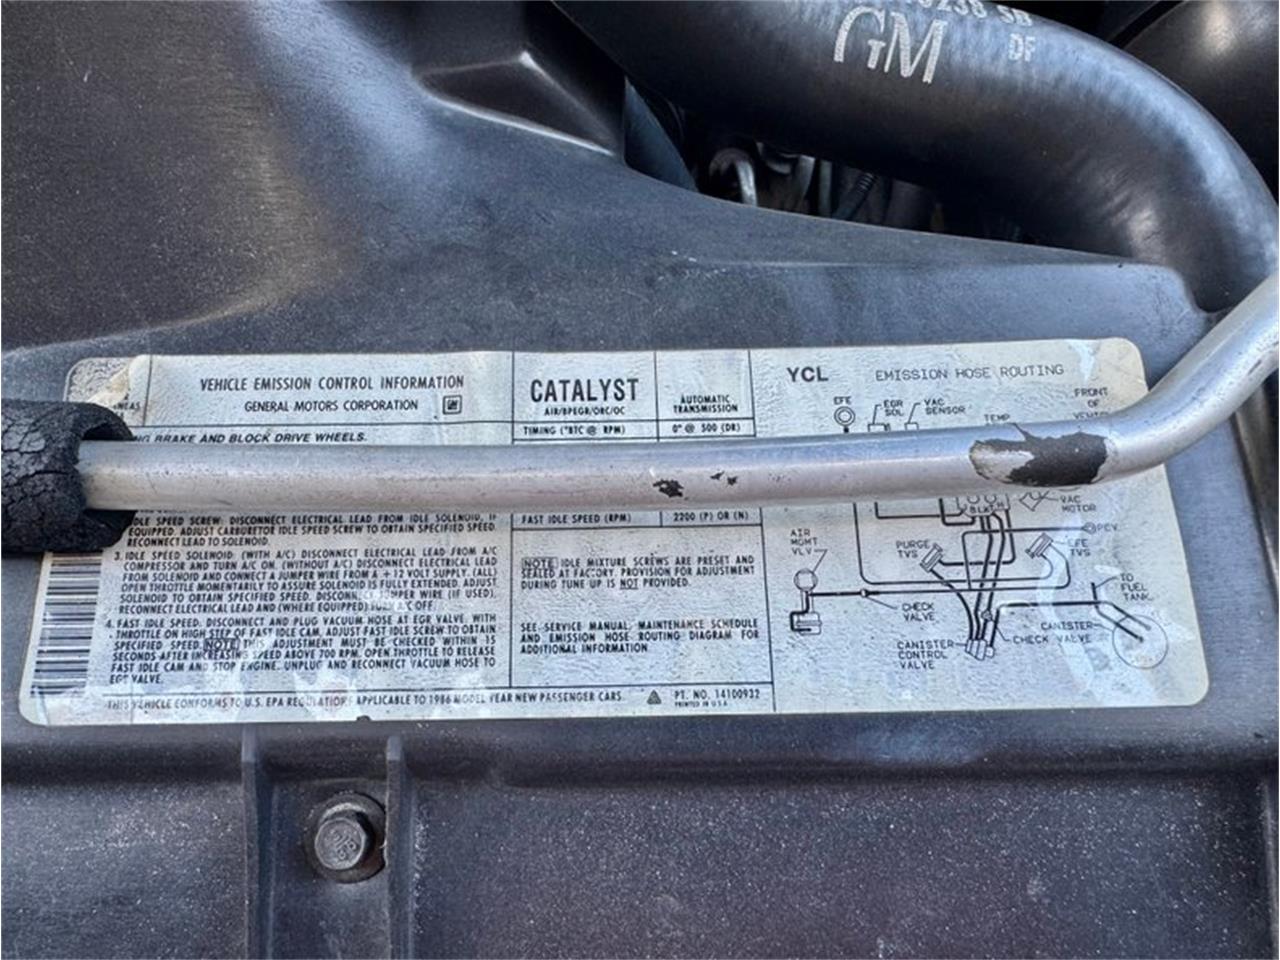 GM
DF
VEHICLE EMISSION CONTROL INFORMATION
GENERAL MOTORS CORPORATION
GM
CATALYST
AIR/BPEGR/ORC/OC
AUTOMATIC
TRANSMISSION
TIMING (°BTC @ RPM)
0° @ 500 (DR)
BRAKE AND BLOCK DRIVE WHEELS.
IDLE SPEED SCREW: DISCONNECT ELECTRICAL LEAD FROM IDLE SOLENOID, IF
EQUIPPED. ADJUST CARBURETOR IDLE SPEED SCREW TO OBTAIN SPECIFIED SPEED.
RECONNECT LEAD TO SOLENOID.
3. IDLE SPEED SOLENOID: (WITH A/C) DISCONNECT ELECTRICAL LEAD FROM A/C
COMPRESSOR AND TURN A/C ON. (WITHOUT A/C) DISCONNECT ELECTRICAL LEAD
FROM SOLENOID AND CONNECT A JUMPER WIRE FROM A + 12 VOLT SUPPLY. (ALL)
OPEN THROTTLE MOMENTARILY TO ASSURE SOLENOID IS FULLY EXTENDED. ADJUST
SOLENOID TO OBTAIN SPECIFIED SPEED. DISCONNECT JUMPER WIRE (IF USED),
RECONNECT ELECTRICAL LEAD AND (WHERE EQUIPPED) TURN A/C OFF.
4. FAST IDLE SPEED: DISCONNECT AND PLUG VACUUM HOSE AT EGR VALVE. WITH
THROTTLE ON HIGH STEP OF FAST IDLE CAM, ADJUST FAST IDLE SCREW TO OBTAIN
SPECIFIED SPEED. NOTE THIS ADJUSTMENT MUST BE CHECKED WITHIN 15
SECONDS AFTER INCREASING SPEED ABOVE 700 RPM. OPEN THROTTLE TO RELEASE
FAST IDLE CAM AND STOP ENGINE. UNPLUG AND RECONNECT VACUUM HOSE TO
EGR VALVE.
FAST IDLE SPEED (RPM)
2200 (P) OR (N)
NOTE IDLE MIXTURE SCREWS ARE PRESET AND
SEALED AT FACTORY. PROVISION FOR ADJUSTMENT
DURING TUNE UP IS NOT PROVIDED.
SEE SERVICE MANUAL, MAINTENANCE SCHEDULE
AND EMISSION HOSE ROUTING DIAGRAM FOR
ADDITIONAL INFORMATION.
THIS VEHICLE CONFORMS TO U.S. EPA REGULATIONS APPLICABLE TO 1986 MODEL YEAR NEW PASSENGER CARS.
PT. NO. 14100932
PRINTED IN U.S.A.
YCL
EMISSION HOSE ROUTING
EFE
EGR
SOL
VAC
SENSOR
TEMP
FRONT
OF
VAC
MOTOR
AIR
MGMT
VLV
PCV
PURGE
TVS
EFE
TVS
TO
FUEL
TANK
CHECK
VALVE
CANISTER
CHECK VALVE
CANISTER
CONTROL
VALVE